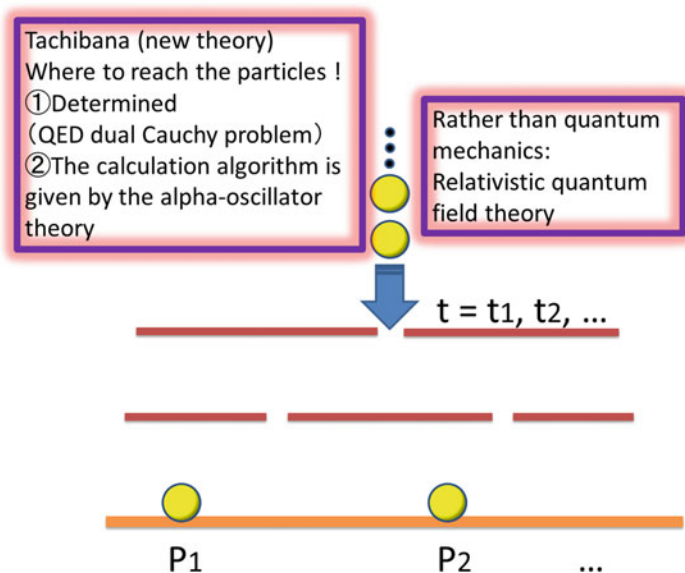 Tachibana (new theory)
Where to reach the particles !
①Determined
(QED dual Cauchy problem)
②The calculation algorithm is
given by the alpha-oscillator
theory
Rather than quantum
mechanics:
Relativistic quantum
field theory
t = t1, t2, ...
P1
P2
...